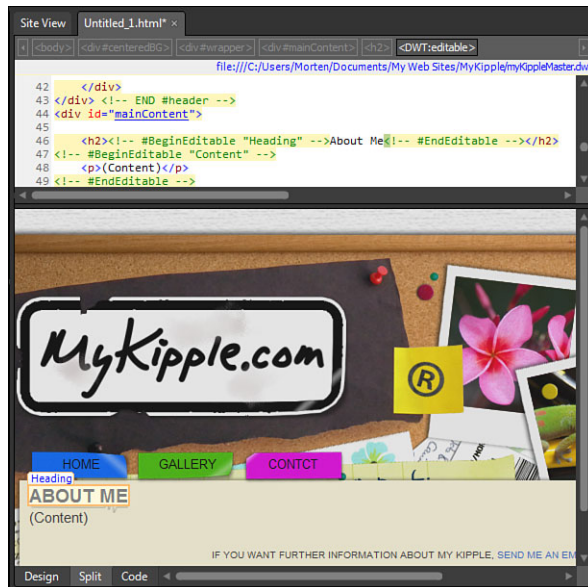 Site View Untitled_1.html* ×
<body> <div#centeredBG> <div#wrapper> <div#mainContent> <h2> <DWT:editable>
file:///C:/Users/Morten/Documents/My Web Sites/MyKipple/myKippleMaster.dw
42 </div>
43 </div> <!-- END #header -->
44 <div id="mainContent">
45
46 <h2><!-- #BeginEditable "Heading" -->About Me<!-- #EndEditable --></h2>
47 <!-- #BeginEditable "Content" -->
48 <p>(Content)</p>
49 <!-- #EndEditable -->
MyKipple.com
®
HOME GALLERY CONTCT
Heading
ABOUT ME
(Content)
IF YOU WANT FURTHER INFORMATION ABOUT MY KIPPLE, SEND ME AN EM
Design Split Code